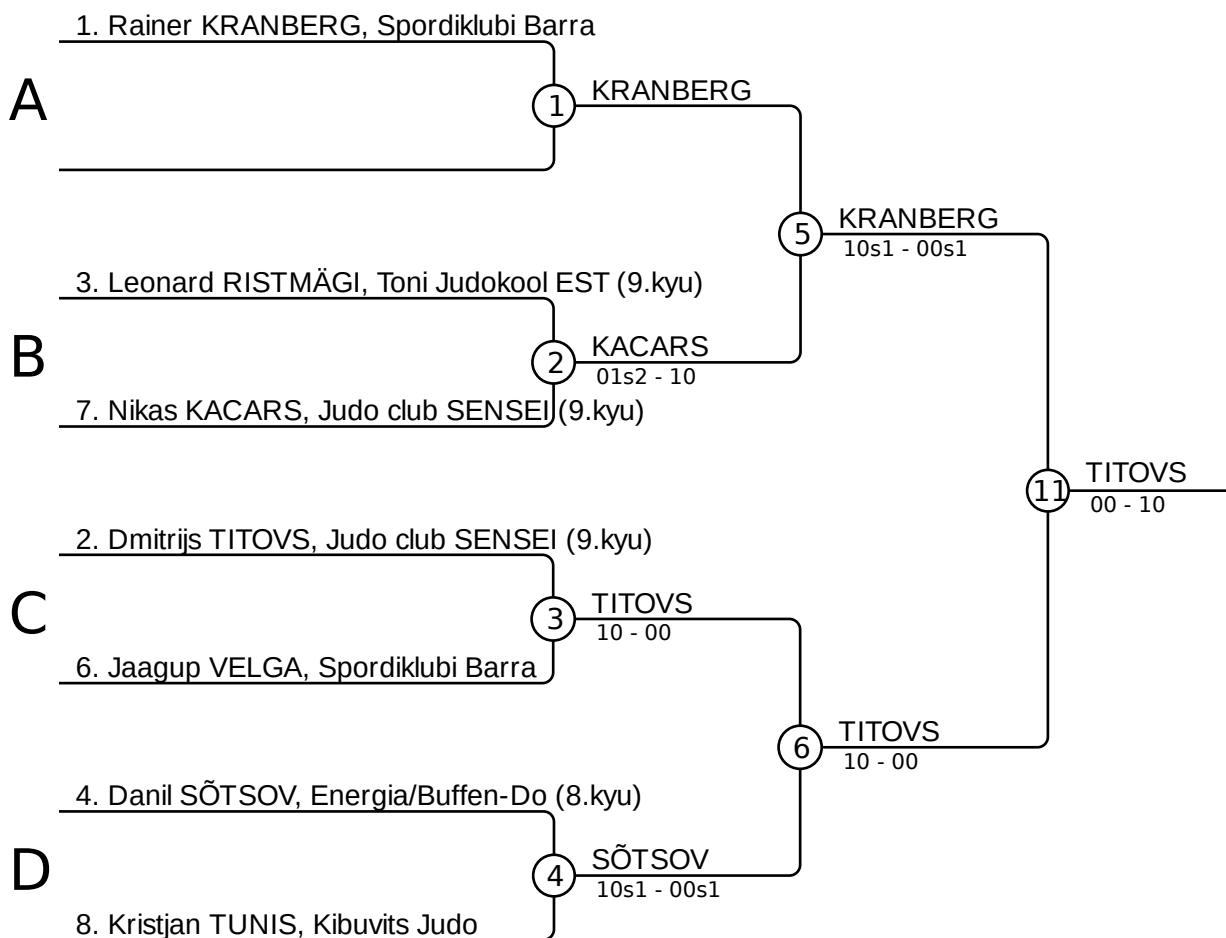 1. Rainer KRANBERG, Spordiklubi Barra
A
1
KRANBERG
5
KRANBERG
10s1 - 00s1
3. Leonard RISTMÄGI, Toni Judokool EST (9.kyu)
B
2
KACARS
01s2 - 10
7. Nikas KACARS, Judo club SENSEI (9.kyu)
11
TITOVS
00 - 10
2. Dmitrijs TITOVS, Judo club SENSEI (9.kyu)
C
3
TITOVS
10 - 00
6. Jaagup VELGA, Spordiklubi Barra
6
TITOVS
10 - 00
4. Danil SÕTSOV, Energia/Buffen-Do (8.kyu)
D
4
SÕTSOV
10s1 - 00s1
8. Kristjan TUNIS, Kibuvits Judo